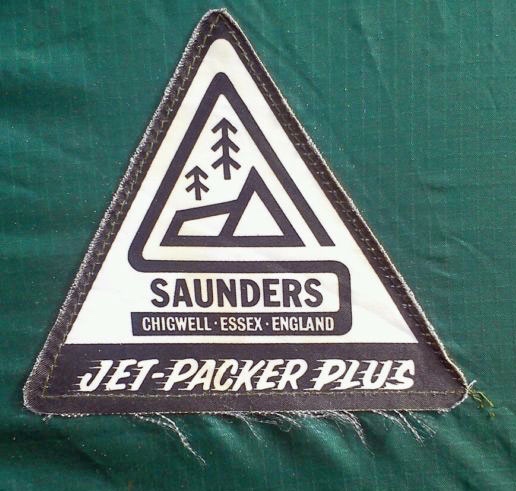 SAUNDERS
CHIGWELL · ESSEX · ENGLAND
JET-PACKER PLUS